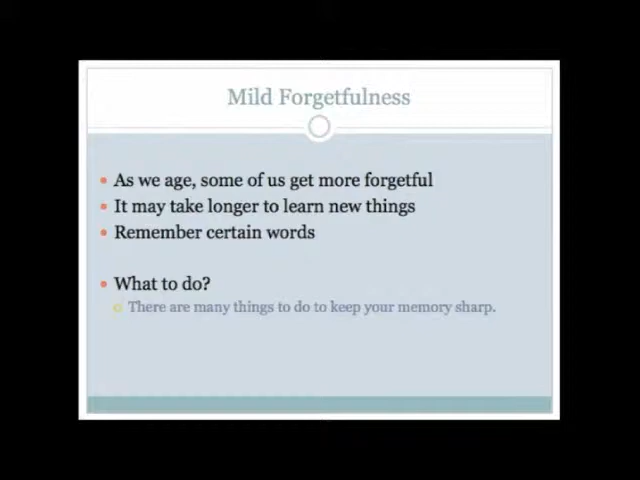 Mild Forgetfulness
As we age, some of us get more forgetful
It may take longer to learn new things
Remember certain words
What to do?
There are many things to do to keep your memory sharp.